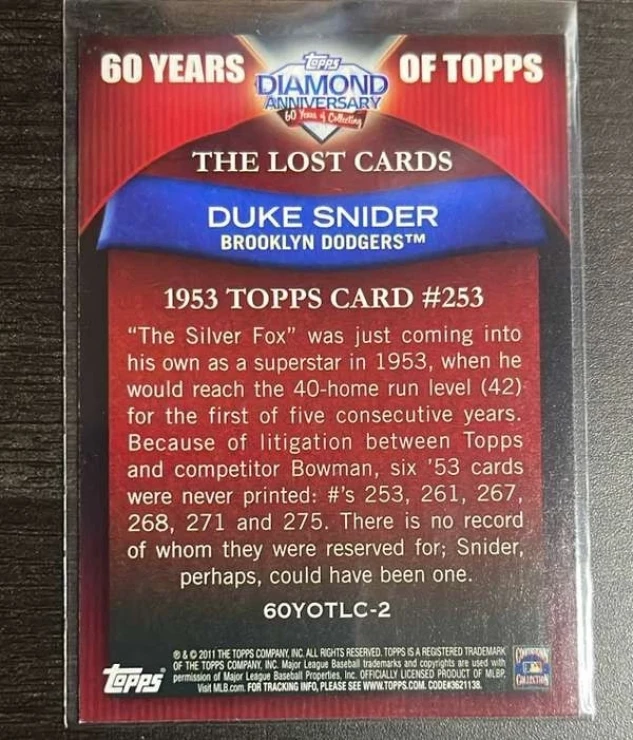 60 YEARS OF TOPPS
Topps
DIAMOND
ANNIVERSARY
60 Years of Collecting
THE LOST CARDS
DUKE SNIDER
BROOKLYN DODGERS™
1953 TOPPS CARD #253
“The Silver Fox” was just coming into
his own as a superstar in 1953, when he
would reach the 40-home run level (42)
for the first of five consecutive years.
Because of litigation between Topps
and competitor Bowman, six ’53 cards
were never printed: #’s 253, 261, 267,
268, 271 and 275. There is no record
of whom they were reserved for; Snider,
perhaps, could have been one.
60YOTLC-2
® & © 2011 THE TOPPS COMPANY, INC. ALL RIGHTS RESERVED. TOPPS IS A REGISTERED TRADEMARK
OF THE TOPPS COMPANY, INC. Major League Baseball trademarks and copyrights are used with
permission of Major League Baseball Properties, Inc. OFFICIALLY LICENSED PRODUCT OF MLBP.
Visit MLB.com. FOR TRACKING INFO, PLEASE SEE WWW.TOPPS.COM. CODE#3621138.
Topps
COOPERSTOWN
COLLECTION